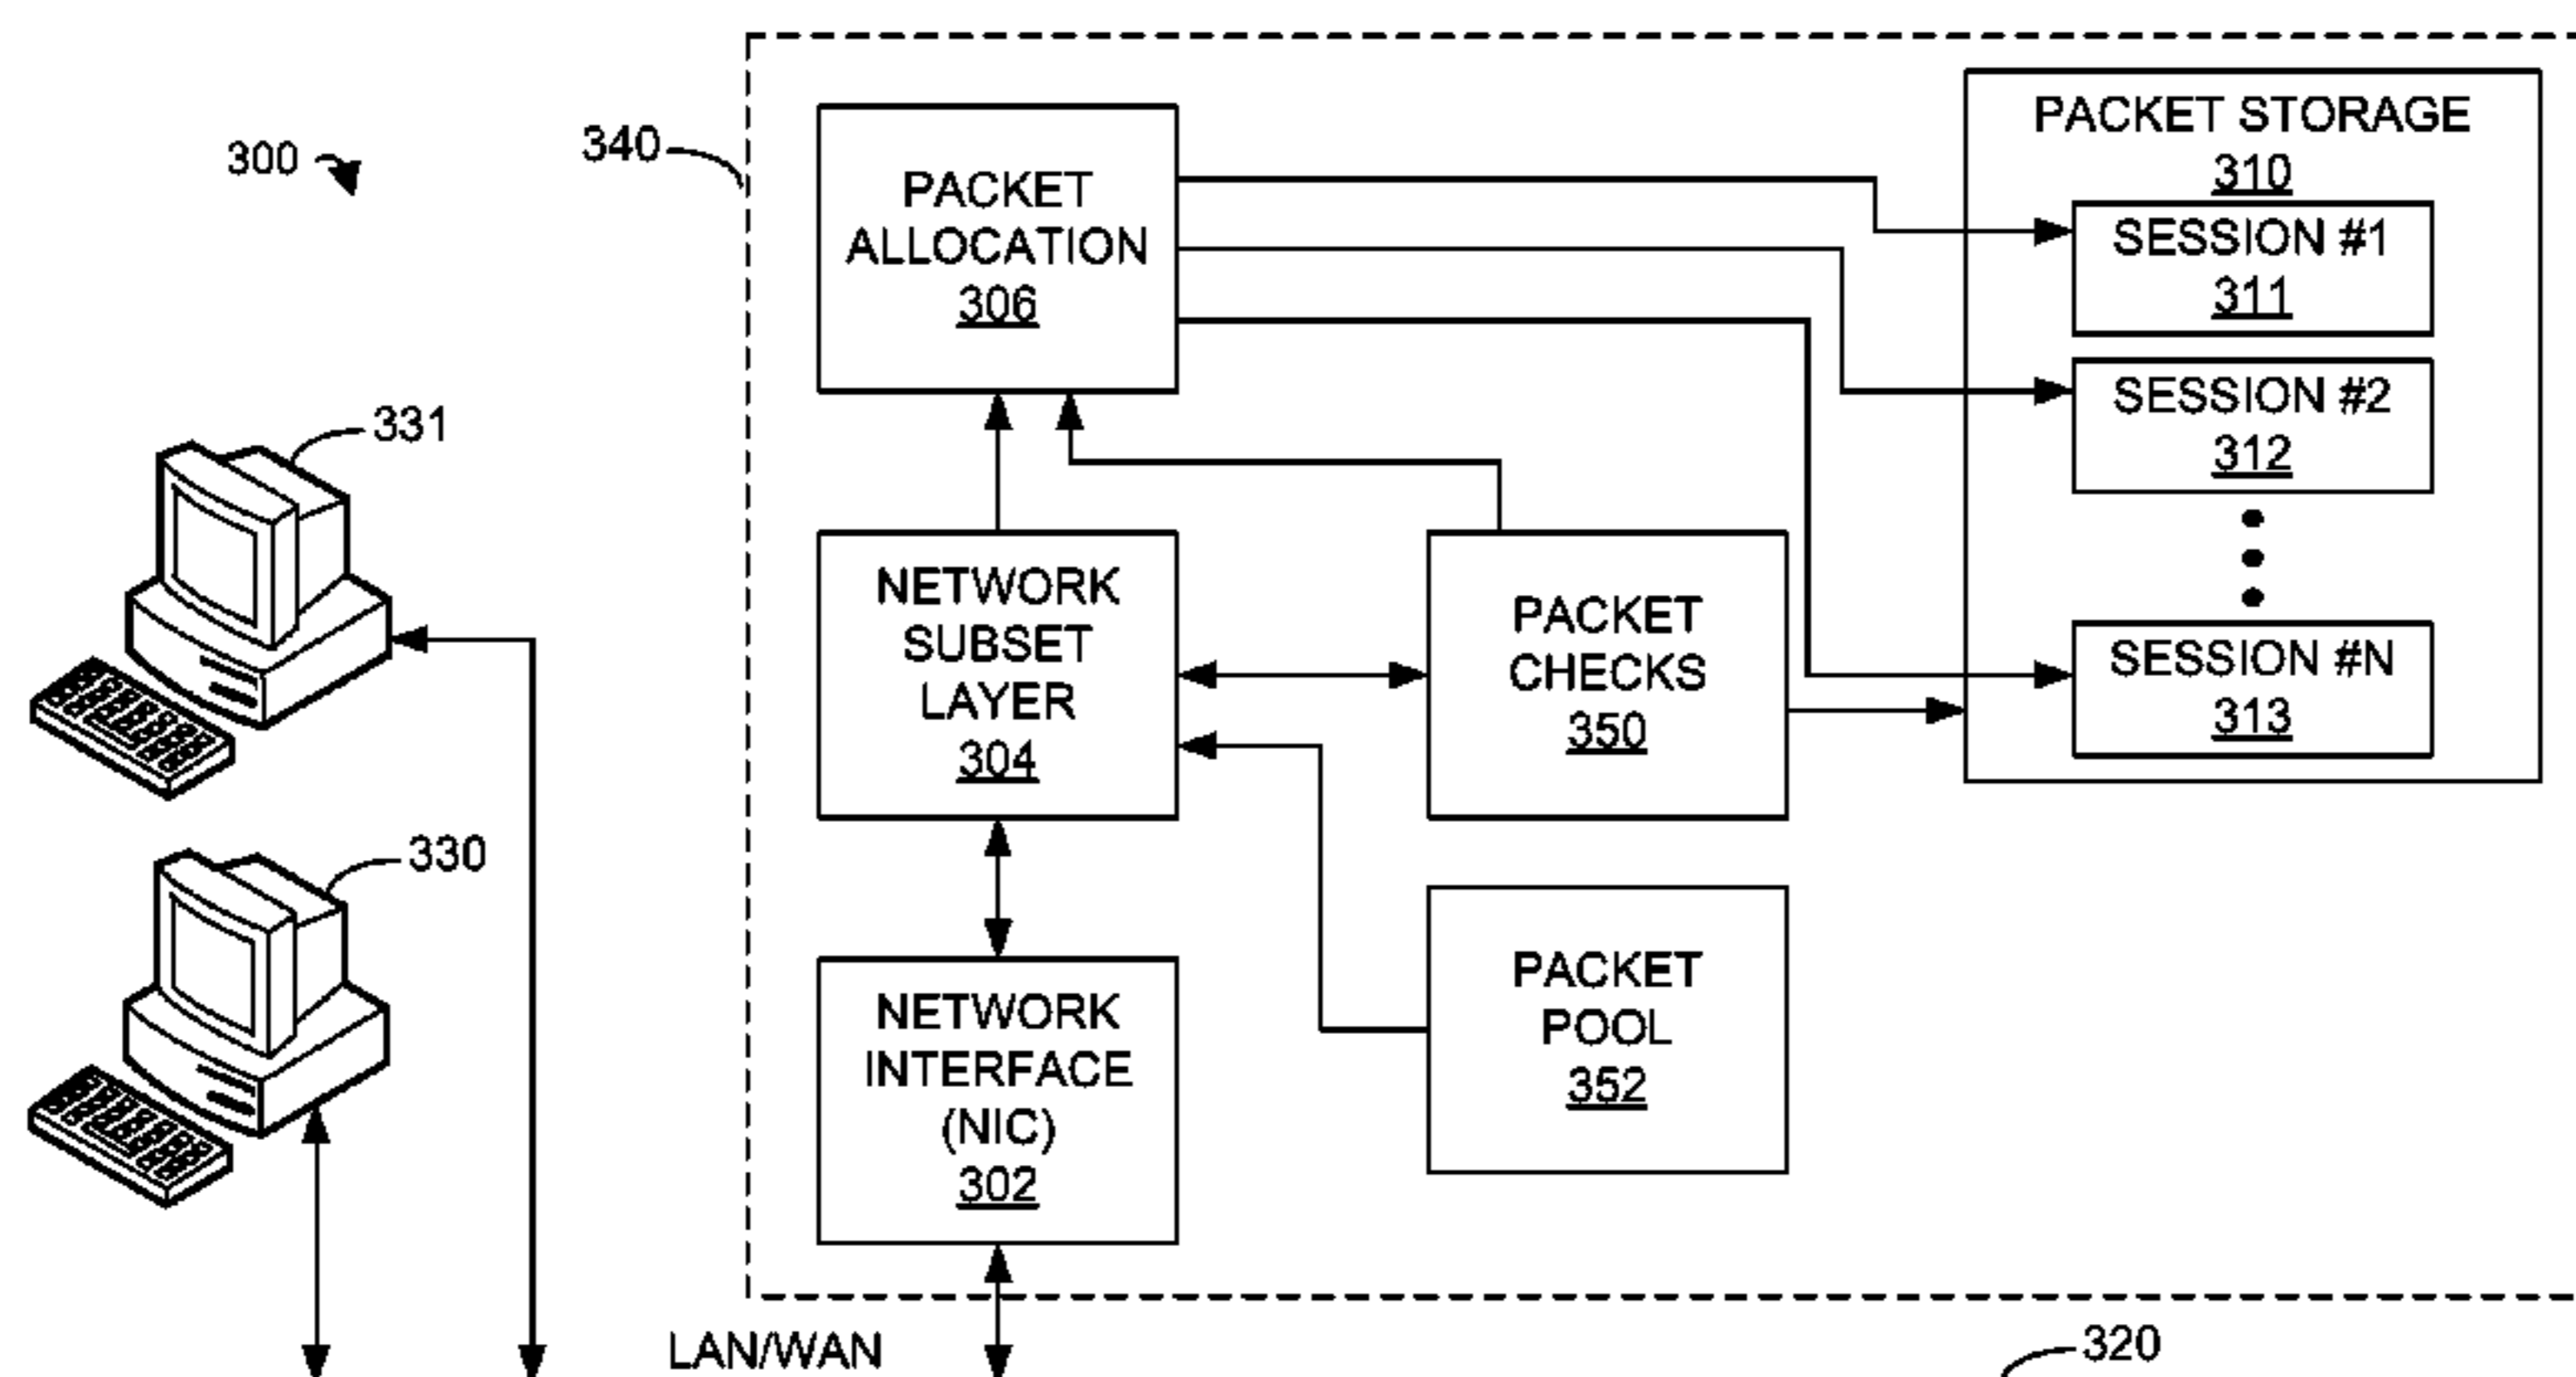 300
340
PACKET
ALLOCATION
306
PACKET STORAGE
310
SESSION #1
311
SESSION #2
312
SESSION #N
313
331
NETWORK
SUBSET
LAYER
304
PACKET
CHECKS
350
330
NETWORK
INTERFACE
(NIC)
302
PACKET
POOL
352
LAN/WAN
320